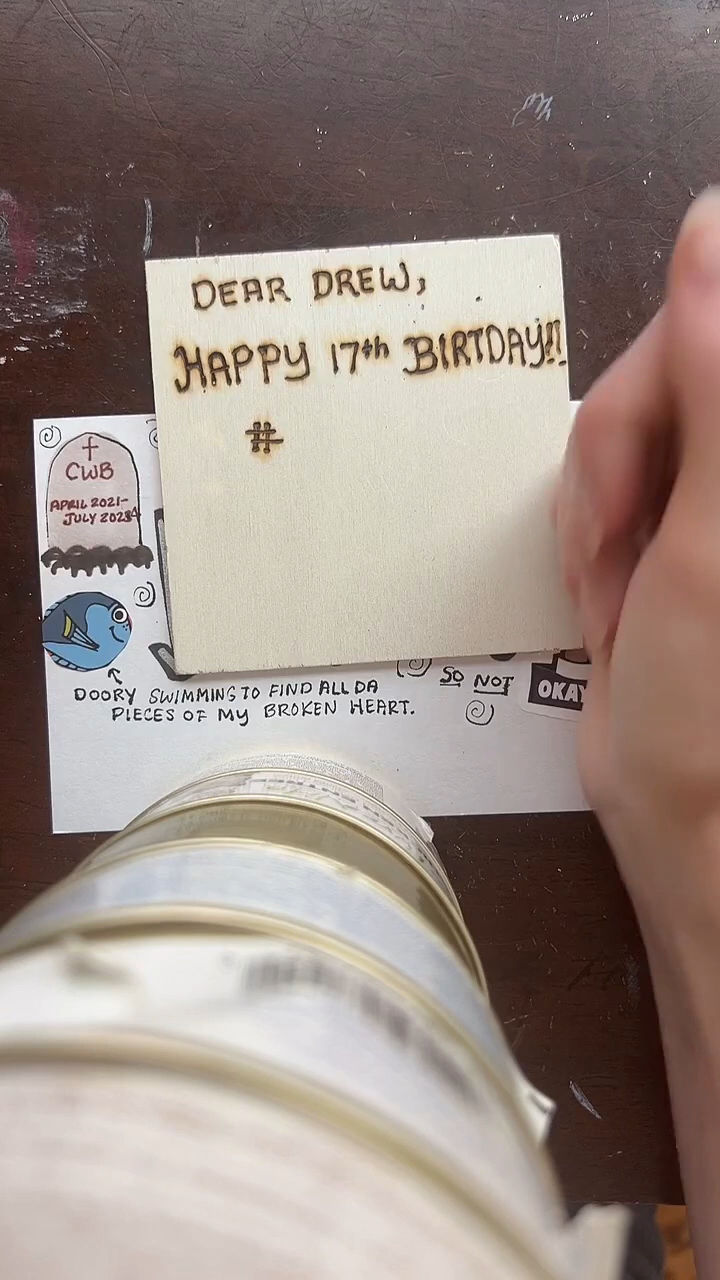 DEAR DREW,
HAPPY 17th BIRTDAY!!
#
CWB
APRIL 2021-
JULY 2024
DOORY SWIMMING TO FIND ALL DA
PIECES OF MY BROKEN HEART.
SO NOT
OKAY